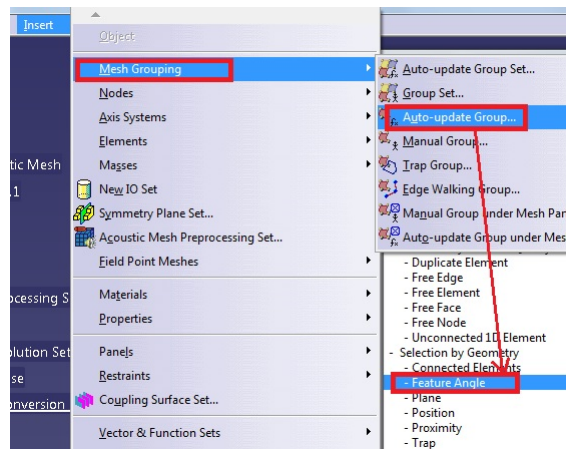 Insert
Object
Mesh Grouping
Nodes
Axis Systems
Elements
Masses
New IO Set
Symmetry Plane Set...
Acoustic Mesh Preprocessing Set...
Field Point Meshes
Materials
Properties
Panels
Restraints
Coupling Surface Set...
Vector & Function Sets
Auto-update Group Set...
Group Set...
Auto-update Group...
Manual Group...
Trap Group...
Edge Walking Group...
Manual Group under Mesh Par
Auto-update Group under Mes
- Duplicate Element
- Free Edge
- Free Element
- Free Face
- Free Node
- Unconnected 1D Element
- Selection by Geometry
- Connected Elements
- Feature Angle
- Plane
- Position
- Proximity
- Trap
tic Mesh
.1
ocessing S
olution Set
se
onversion